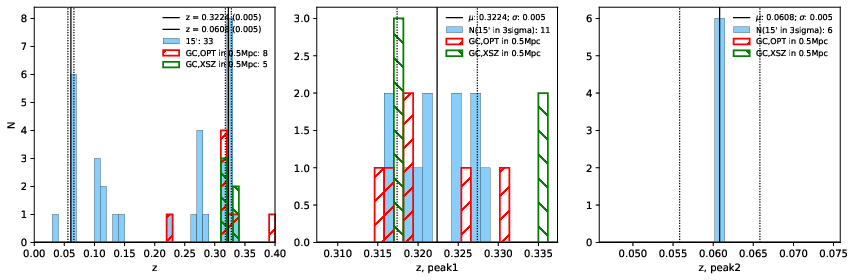 z = 0.3224 (0.005)
z = 0.0608 (0.005)
15': 33
GC,OPT in 0.5Mpc: 8
GC,XSZ in 0.5Mpc: 5
N
8
7
6
5
4
3
2
1
0
0.00 0.05 0.10 0.15 0.20 0.25 0.30 0.35 0.40
z
μ: 0.3224; σ: 0.005
N(15' in 3sigma): 11
GC,OPT in 0.5Mpc
GC,XSZ in 0.5Mpc
3.0
2.5
2.0
1.5
1.0
0.5
0.0
0.310 0.315 0.320 0.325 0.330 0.335
z, peak1
μ: 0.0608; σ: 0.005
N(15' in 3sigma): 6
GC,OPT in 0.5Mpc
GC,XSZ in 0.5Mpc
6
5
4
3
2
1
0
0.050 0.055 0.060 0.065 0.070 0.075
z, peak2